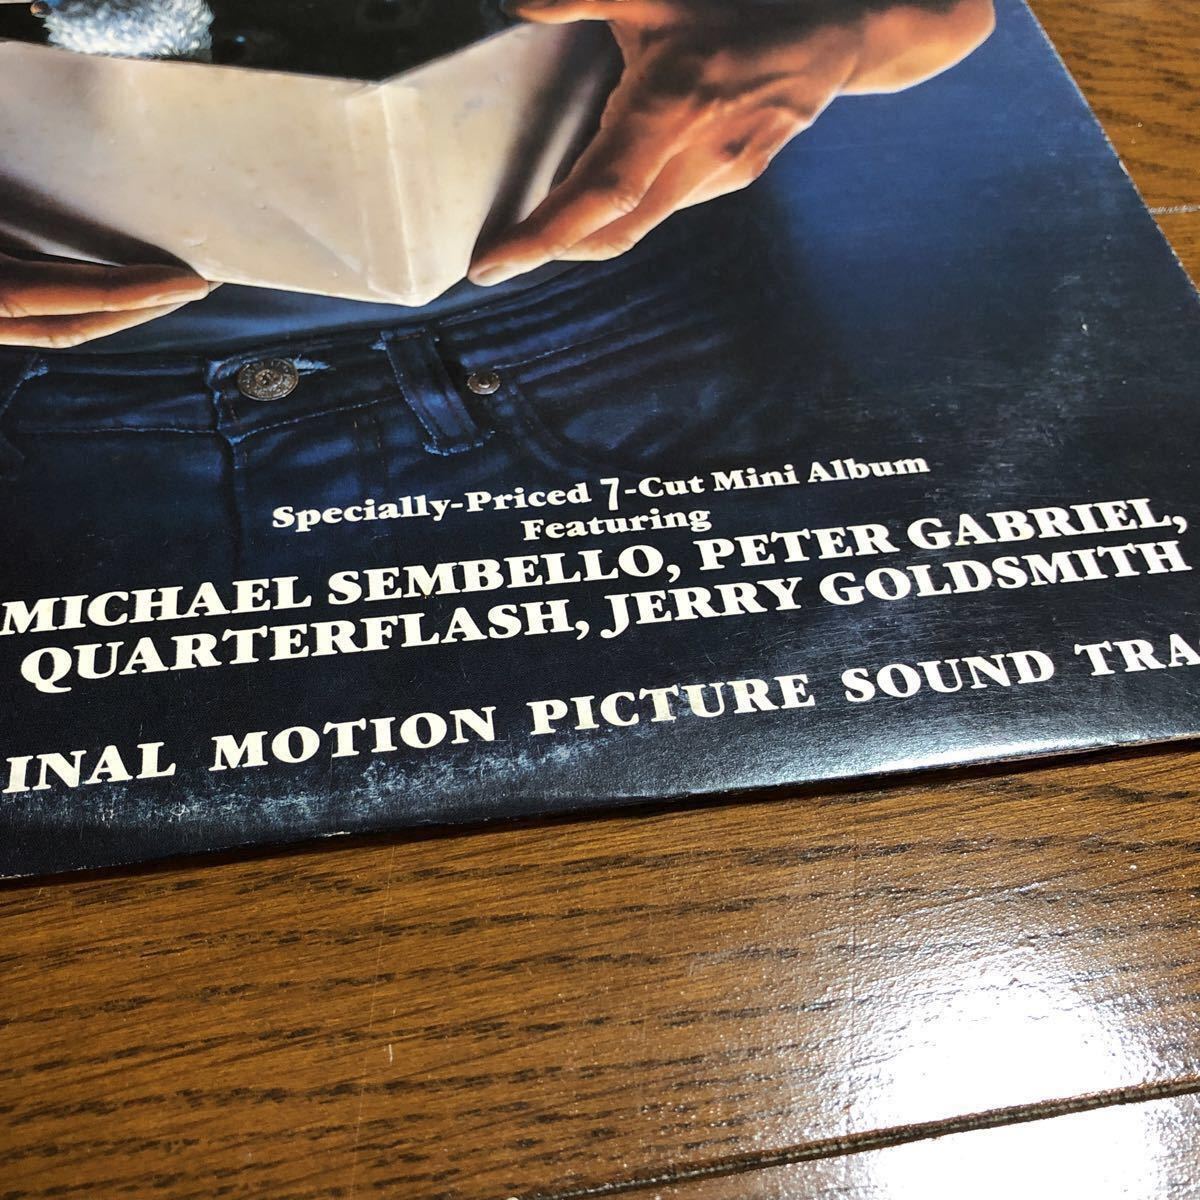 Specially-Priced 7-Cut Mini Album
Featuring
MICHAEL SEMBELLO, PETER GABRIEL,
QUARTERFLASH, JERRY GOLDSMITH
INAL MOTION PICTURE SOUND TRA